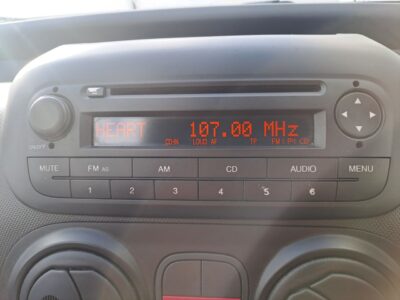 HEART 107.00 MHz
LOUD AF TP FM
ON/OFF
MUTE FM AS AM CD AUDIO MENU
1 2 3 4 5 6